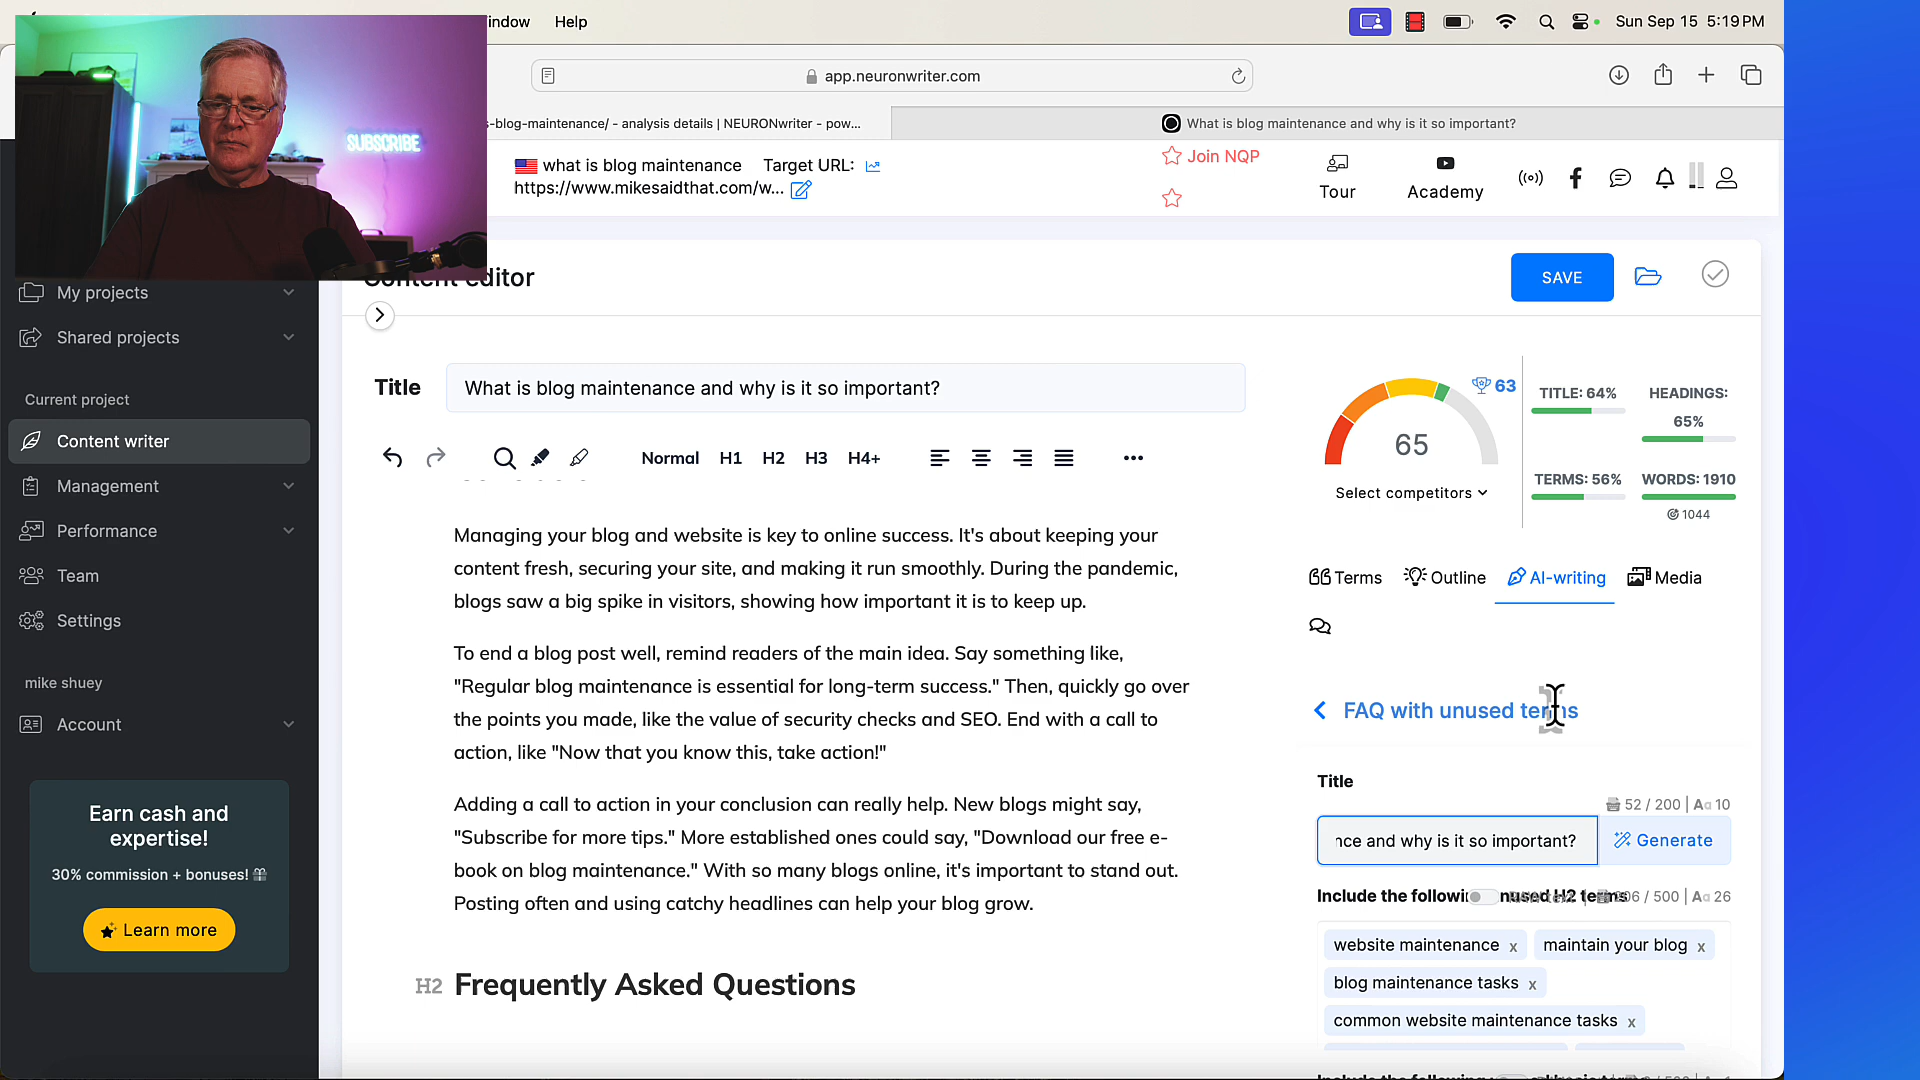 indow Help
Sun Sep 15 5:19 PM
app.neuronwriter.com
s-blog-maintenance/ - analysis details | NEURONwriter - pow...
What is blog maintenance and why is it so important?
SUBSCRIBE
what is blog maintenance Target URL:
https://www.mikesaidthat.com/w...
Join NQP
Tour
Academy
Content editor
SAVE
My projects
Shared projects
Current project
Content writer
Management
Performance
Team
Settings
mike shuey
Account
Earn cash and
expertise!
30% commission + bonuses!
Learn more
Title
What is blog maintenance and why is it so important?
Normal H1 H2 H3 H4+
Managing your blog and website is key to online success. It's about keeping your
content fresh, securing your site, and making it run smoothly. During the pandemic,
blogs saw a big spike in visitors, showing how important it is to keep up.
To end a blog post well, remind readers of the main idea. Say something like,
"Regular blog maintenance is essential for long-term success." Then, quickly go over
the points you made, like the value of security checks and SEO. End with a call to
action, like "Now that you know this, take action!"
Adding a call to action in your conclusion can really help. New blogs might say,
"Subscribe for more tips." More established ones could say, "Download our free e-
book on blog maintenance." With so many blogs online, it's important to stand out.
Posting often and using catchy headlines can help your blog grow.
H2 Frequently Asked Questions
63
65
Select competitors
TITLE: 64%
HEADINGS:
65%
TERMS: 56%
WORDS: 1910
1044
Terms
Outline
AI-writing
Media
FAQ with unused terms
Title
52 / 200 | Aa 10
nce and why is it so important?
Generate
Include the following unused H2 terms
/ 500 | Aa 26
website maintenance x
maintain your blog x
blog maintenance tasks x
common website maintenance tasks x